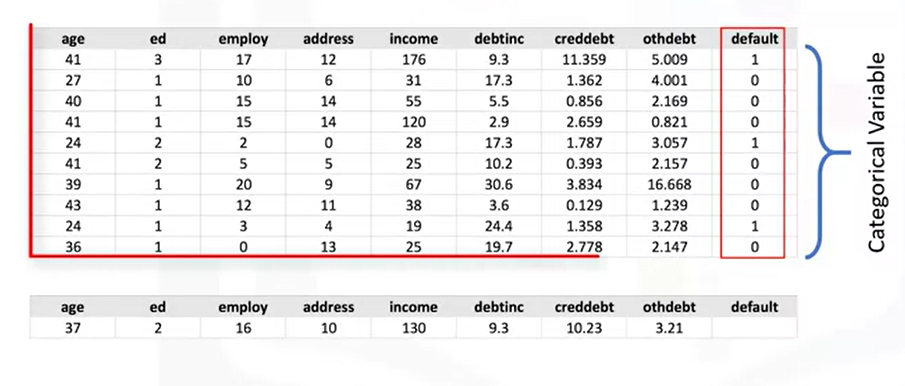 age ed employ address income debtinc creddebt othdebt default
41 3 17 12 176 9.3 11.359 5.009 1
27 1 10 6 31 17.3 1.362 4.001 0
40 1 15 14 55 5.5 0.856 2.169 0
41 1 15 14 120 2.9 2.659 0.821 0
24 2 2 0 28 17.3 1.787 3.057 1
41 2 5 5 25 10.2 0.393 2.157 0
39 1 20 9 67 30.6 3.834 16.668 0
43 1 12 11 38 3.6 0.129 1.239 0
24 1 3 4 19 24.4 1.358 3.278 1
36 1 0 13 25 19.7 2.778 2.147 0
Categorical Variable
age ed employ address income debtinc creddebt othdebt default
37 2 16 10 130 9.3 10.23 3.21